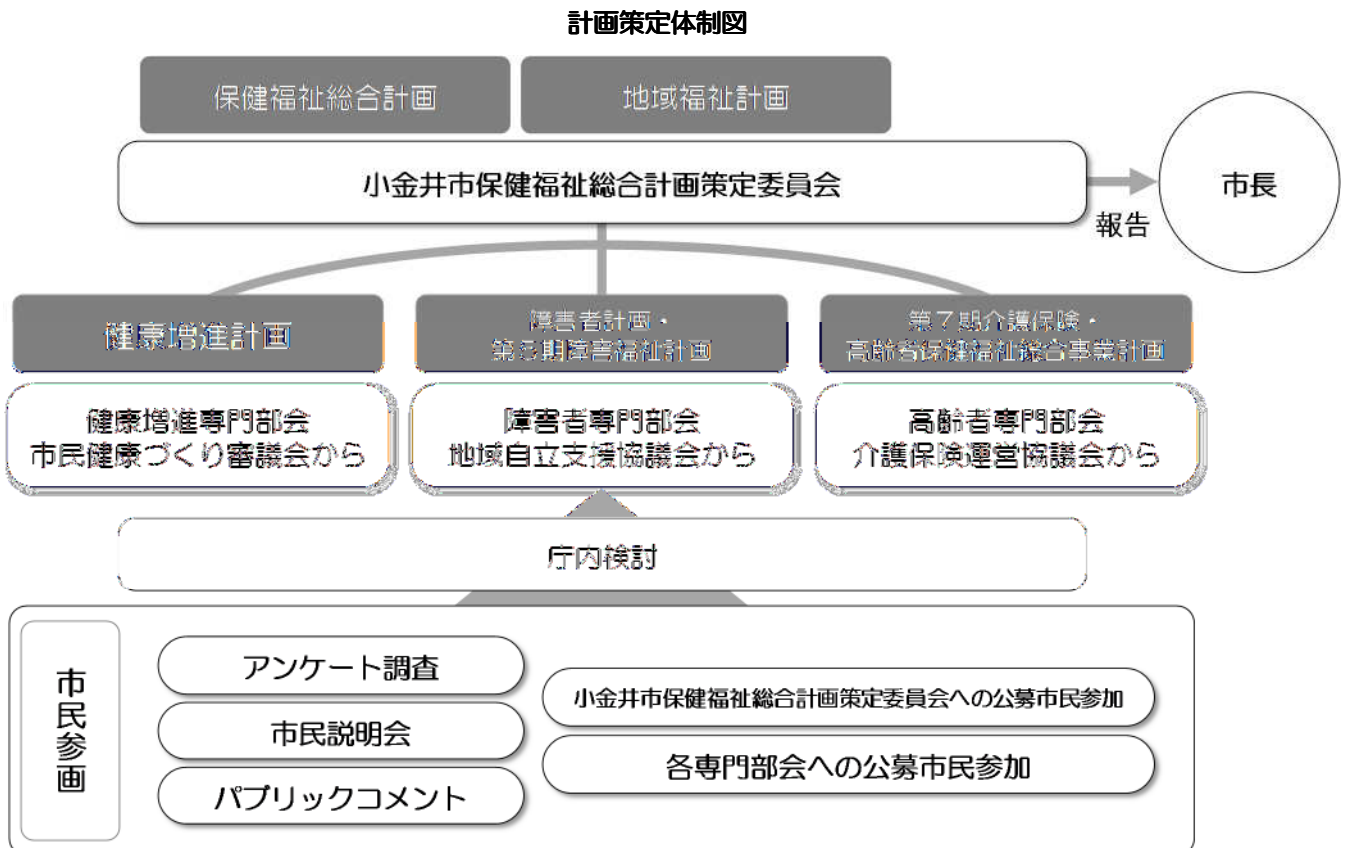 計画策定体制図
保健福祉総合計画
地域福祉計画
小金井市保健福祉総合計画策定委員会
報告
市長
健康増進計画
障害者計画・
第5期障害福祉計画
第7期介護保険・
高齢者保健福祉総合事業計画
健康増進専門部会
市民健康づくり審議会から
障害者専門部会
地域自立支援協議会から
高齢者専門部会
介護保険運営協議会から
庁内検討
市民参画
アンケート調査
市民説明会
パブリックコメント
小金井市保健福祉総合計画策定委員会への公募市民参加
各専門部会への公募市民参加